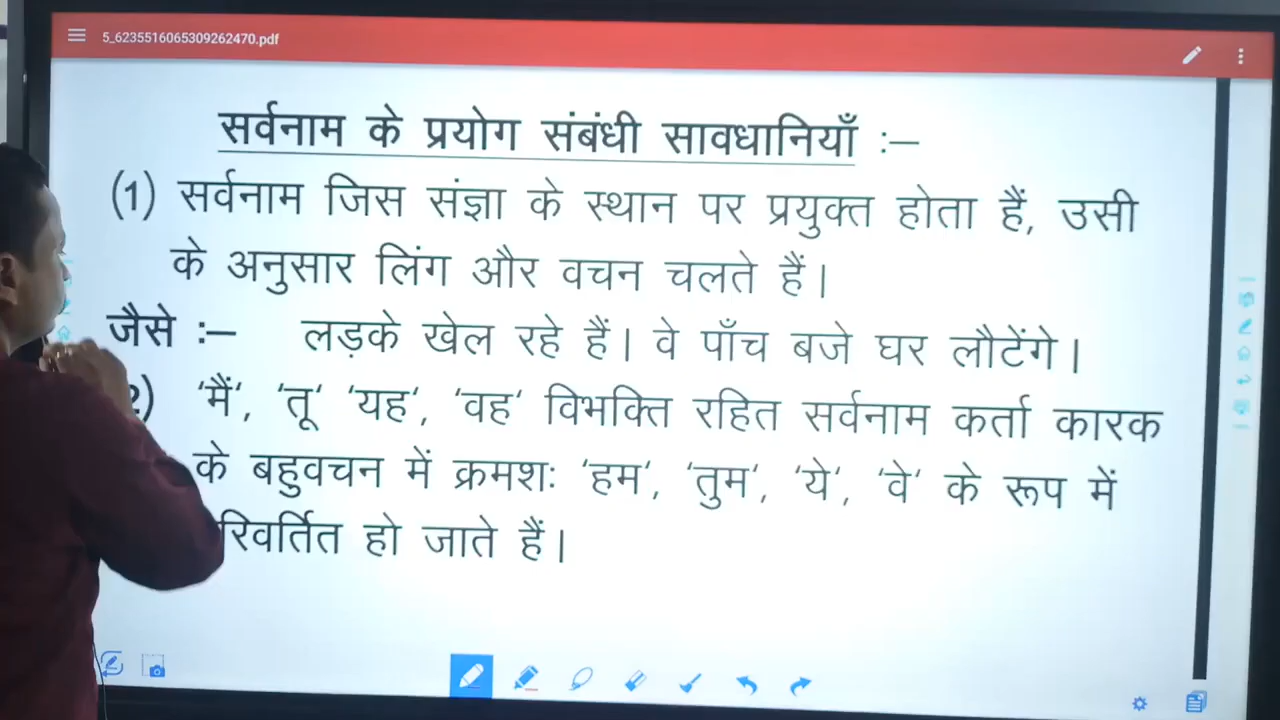 5_6235516065309262470.pdf
सर्वनाम के प्रयोग संबंधी सावधानियाँ :–
(1) सर्वनाम जिस संज्ञा के स्थान पर प्रयुक्त होता हैं, उसी
के अनुसार लिंग और वचन चलते हैं।
जैसे :– लड़के खेल रहे हैं। वे पाँच बजे घर लौटेंगे।
2) ‘मैं‘, ‘तू‘ ‘यह‘, ‘वह‘ विभक्ति रहित सर्वनाम कर्ता कारक
के बहुवचन में क्रमशः ‘हम‘, ‘तुम‘, ‘ये‘, ‘वे‘ के रूप में
रिवर्तित हो जाते हैं।